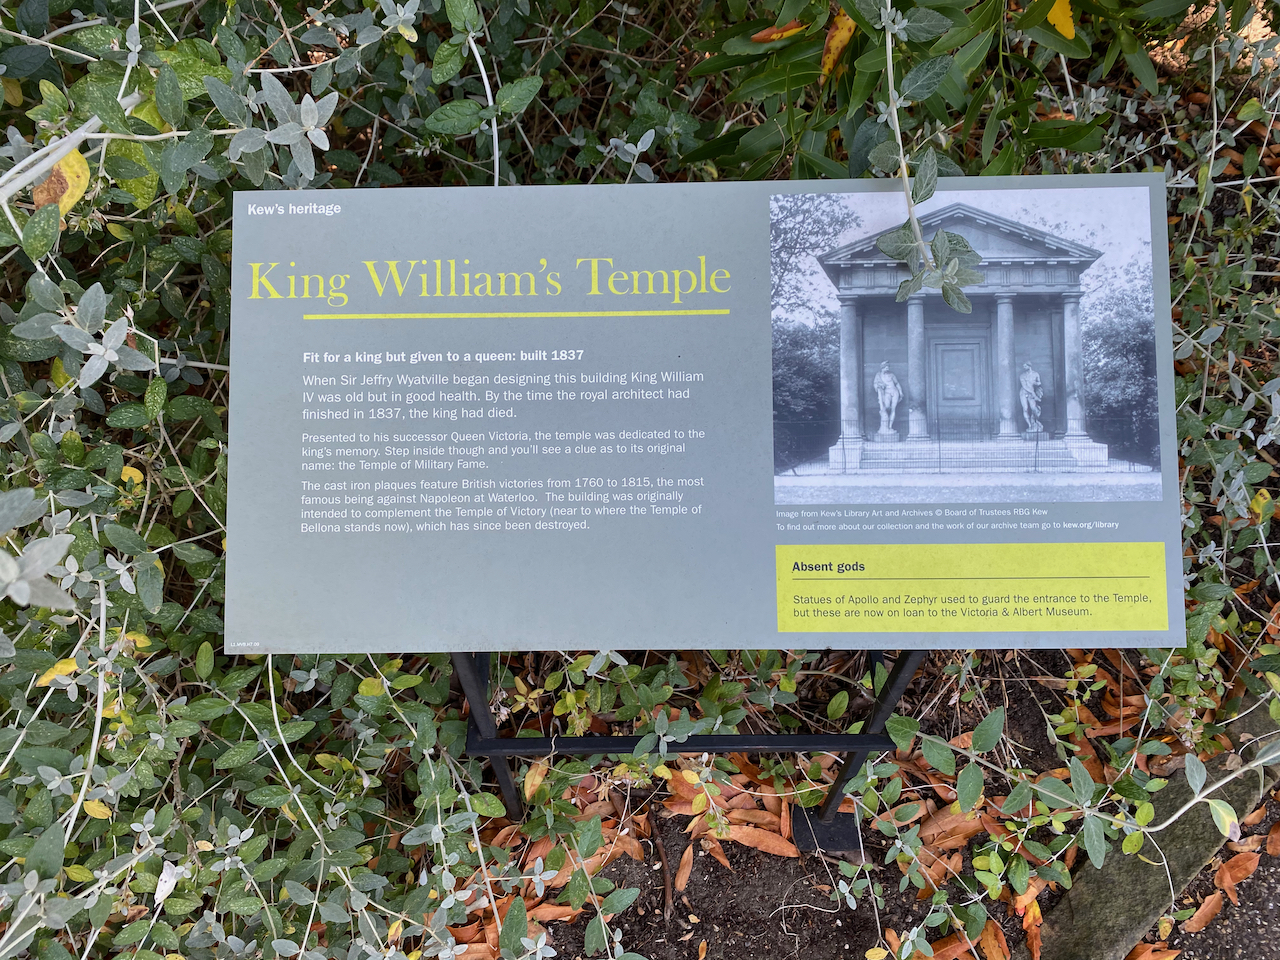 Kew's heritage
King William's Temple
Fit for a king but given to a queen: built 1837
When Sir Jeffry Wyatville began designing this building King William
IV was old but in good health. By the time the royal architect had
finished in 1837, the king had died.
Presented to his successor Queen Victoria, the temple was dedicated to the
king's memory. Step inside though and you'll see a clue as to its original
name: the Temple of Military Fame.
The cast iron plaques feature British victories from 1760 to 1815, the most
famous being against Napoleon at Waterloo. The building was originally
intended to complement the Temple of Victory (near to where the Temple of
Bellona stands now), which has since been destroyed.
Image from Kew's Library Art and Archives © Board of Trustees RBG Kew
To find out more about our collection and the work of our archive team go to kew.org/library
Absent gods
Statues of Apollo and Zephyr used to guard the entrance to the Temple,
but these are now on loan to the Victoria & Albert Museum.